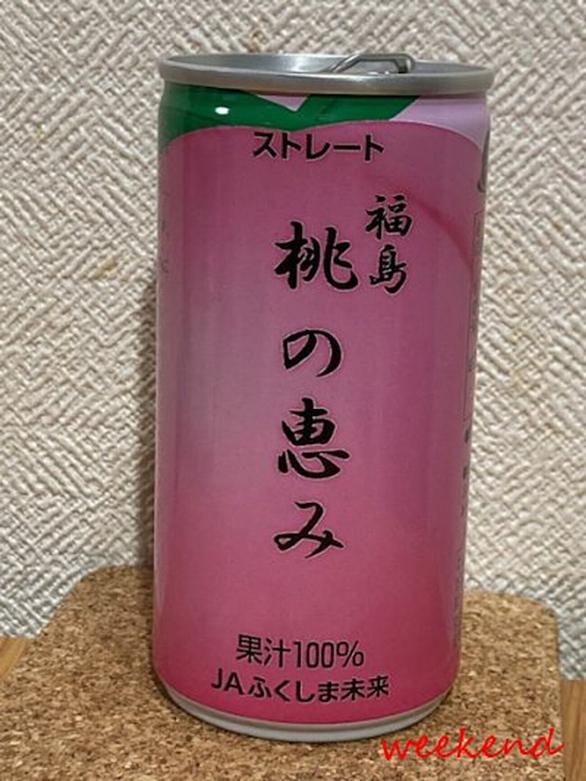 ストレート
福島
桃の恵み
果汁100%
JAふくしま未来
weekend